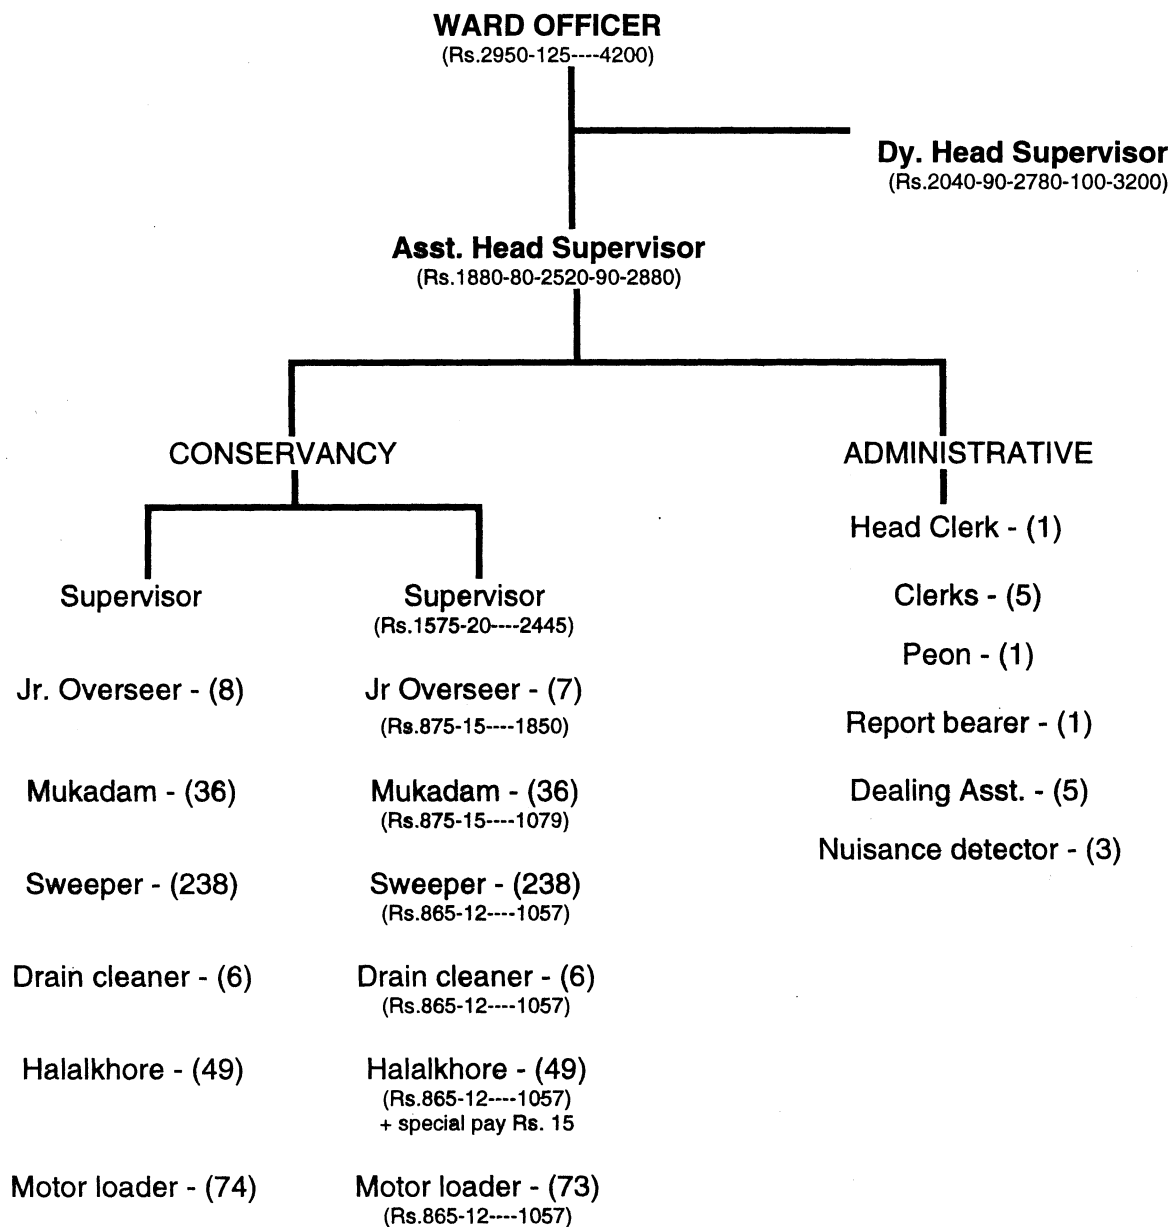 WARD OFFICER
(Rs.2950-125----4200)
Dy. Head Supervisor
(Rs.2040-90-2780-100-3200)
Asst. Head Supervisor
(Rs.1880-80-2520-90-2880)
CONSERVANCY
ADMINISTRATIVE
Supervisor
Jr. Overseer - (8)
Mukadam - (36)
Sweeper - (238)
Drain cleaner - (6)
Halalkhore - (49)
Motor loader - (74)
Supervisor
(Rs.1575-20----2445)
Jr Overseer - (7)
(Rs.875-15----1850)
Mukadam - (36)
(Rs.875-15----1079)
Sweeper - (238)
(Rs.865-12----1057)
Drain cleaner - (6)
(Rs.865-12----1057)
Halalkhore - (49)
(Rs.865-12----1057)
+ special pay Rs. 15
Motor loader - (73)
(Rs.865-12----1057)
Head Clerk - (1)
Clerks - (5)
Peon - (1)
Report bearer - (1)
Dealing Asst. - (5)
Nuisance detector - (3)